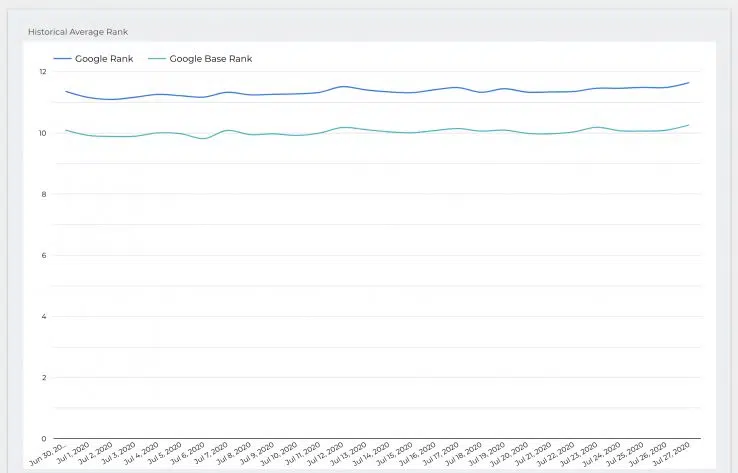 Historical Average Rank
Google Rank Google Base Rank
12
10
8
6
4
2
0
Jun 30, 20... Jul 1, 2020 Jul 2, 2020 Jul 3, 2020 Jul 4, 2020 Jul 5, 2020 Jul 6, 2020 Jul 7, 2020 Jul 8, 2020 Jul 9, 2020 Jul 10, 2020 Jul 11, 2020 Jul 12, 2020 Jul 13, 2020 Jul 14, 2020 Jul 15, 2020 Jul 16, 2020 Jul 17, 2020 Jul 18, 2020 Jul 19, 2020 Jul 20, 2020 Jul 21, 2020 Jul 22, 2020 Jul 23, 2020 Jul 24, 2020 Jul 25, 2020 Jul 26, 2020 Jul 27, 2020